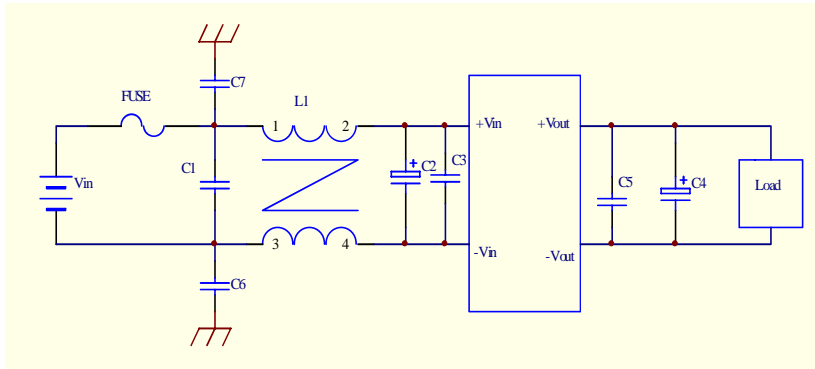 C7
FUSE
L1
1 2
+Vin
+Vout
C1
+
C2
C3
C5
+
C4
Vin
Load
3 4
-Vin
-Vout
C6